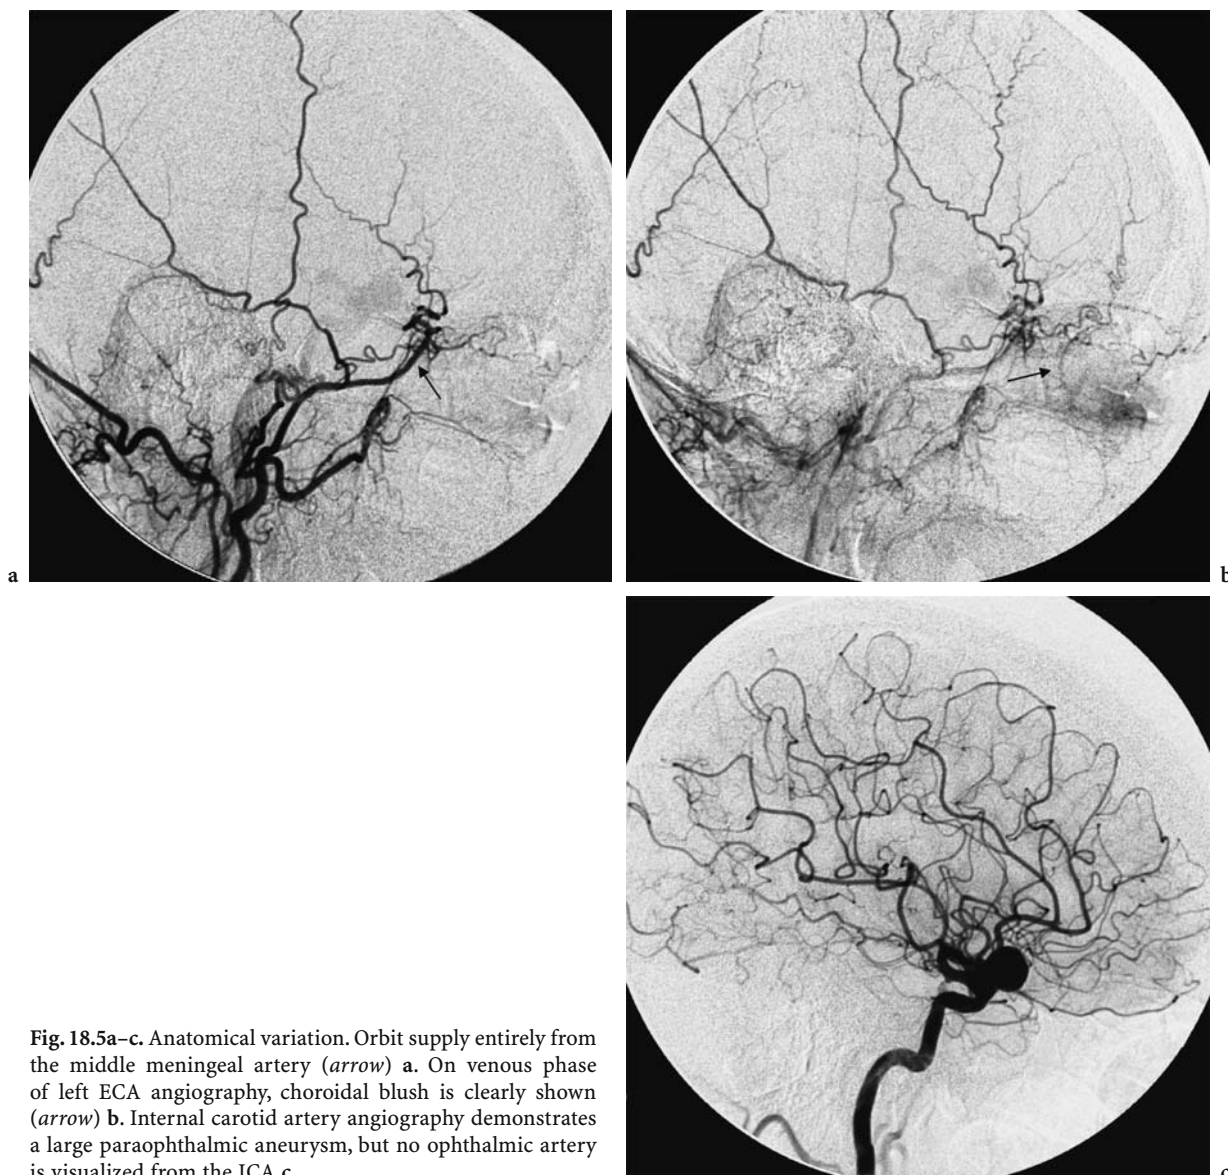 a
b
Fig. 18.5a–c. Anatomical variation. Orbit supply entirely from
the middle meningeal artery (arrow) a. On venous phase
of left ECA angiography, choroidal blush is clearly shown
(arrow) b. Internal carotid artery angiography demonstrates
a large paraophthalmic aneurysm, but no ophthalmic artery
is visualized from the ICA c
c